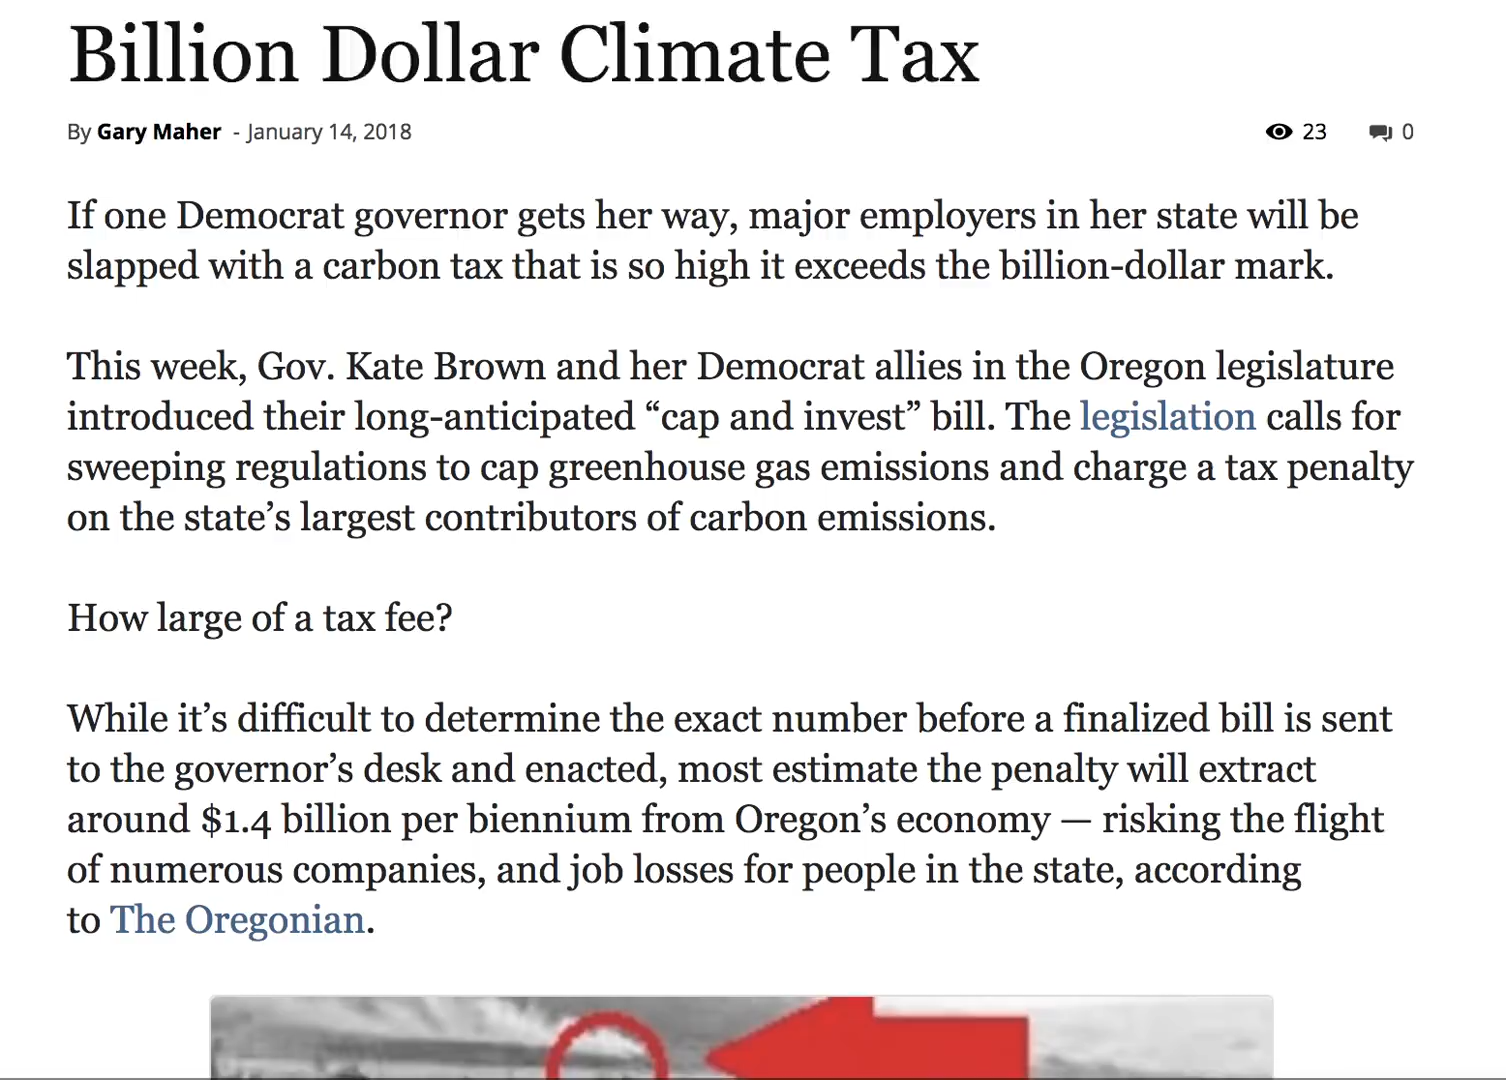 Billion Dollar Climate Tax
By Gary Maher - January 14, 2018 23 0
If one Democrat governor gets her way, major employers in her state will be
slapped with a carbon tax that is so high it exceeds the billion-dollar mark.
This week, Gov. Kate Brown and her Democrat allies in the Oregon legislature
introduced their long-anticipated “cap and invest” bill. The legislation calls for
sweeping regulations to cap greenhouse gas emissions and charge a tax penalty
on the state’s largest contributors of carbon emissions.
How large of a tax fee?
While it’s difficult to determine the exact number before a finalized bill is sent
to the governor’s desk and enacted, most estimate the penalty will extract
around $1.4 billion per biennium from Oregon’s economy — risking the flight
of numerous companies, and job losses for people in the state, according
to The Oregonian.